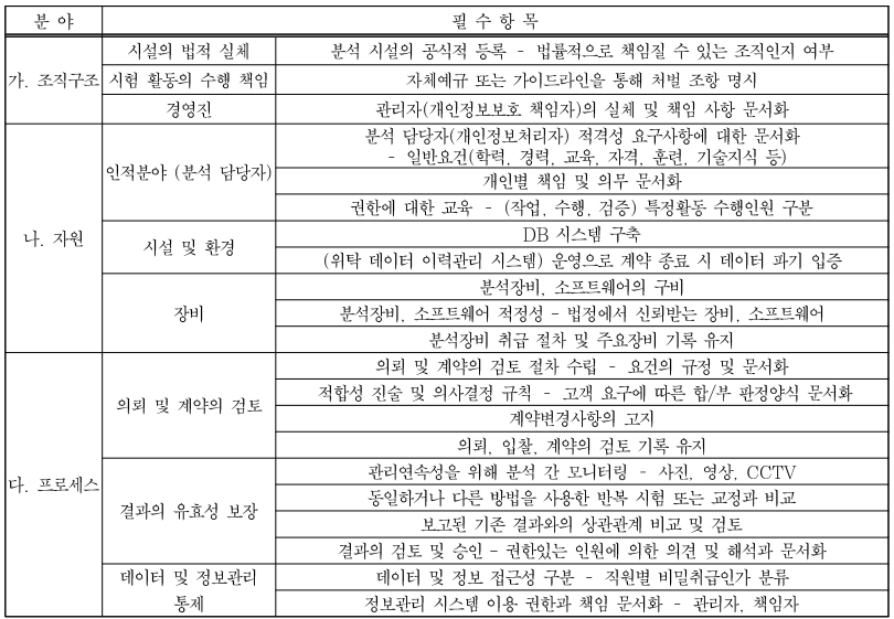 분 야
필 수 항 목
가. 조직구조
시설의 법적 실체
분석 시설의 공식적 등록 - 법률적으로 책임질 수 있는 조직인지 여부
시험 활동의 수행 책임
자체예규 또는 가이드라인을 통해 처벌 조항 명시
경영진
관리자(개인정보보호 책임자)의 실체 및 책임 사항 문서화
나. 자원
인적분야 (분석 담당자)
분석 담당자(개인정보처리자) 적격성 요구사항에 대한 문서화
- 일반요건(학력, 경력, 교육, 자격, 훈련, 기술지식 등)
개인별 책임 및 의무 문서화
권한에 대한 교육 - (작업, 수행, 검증) 특정활동 수행인원 구분
시설 및 환경
DB 시스템 구축
(위탁 데이터 이력관리 시스템) 운영으로 계약 종료 시 데이터 파기 입증
장비
분석장비, 소프트웨어의 구비
분석장비, 소프트웨어 적정성 - 법정에서 신뢰받는 장비, 소프트웨어
분석장비 취급 절차 및 주요장비 기록 유지
다. 프로세스
의뢰 및 계약의 검토
의뢰 및 계약의 검토 절차 수립 - 요건의 규정 및 문서화
적합성 진술 및 의사결정 규칙 - 고객 요구에 따른 합/부 판정양식 문서화
계약변경사항의 고지
의뢰, 입찰, 계약의 검토 기록 유지
결과의 유효성 보장
관리연속성을 위해 분석 간 모니터링 - 사진, 영상, CCTV
동일하거나 다른 방법을 사용한 반복 시험 또는 교정과 비교
보고된 기존 결과와의 상관관계 비교 및 검토
결과의 검토 및 승인 - 권한있는 인원에 의한 의견 및 해석과 문서화
데이터 및 정보관리
통제
데이터 및 정보 접근성 구분 - 직원별 비밀취급인가 분류
정보관리 시스템 이용 권한과 책임 문서화 - 관리자, 책임자